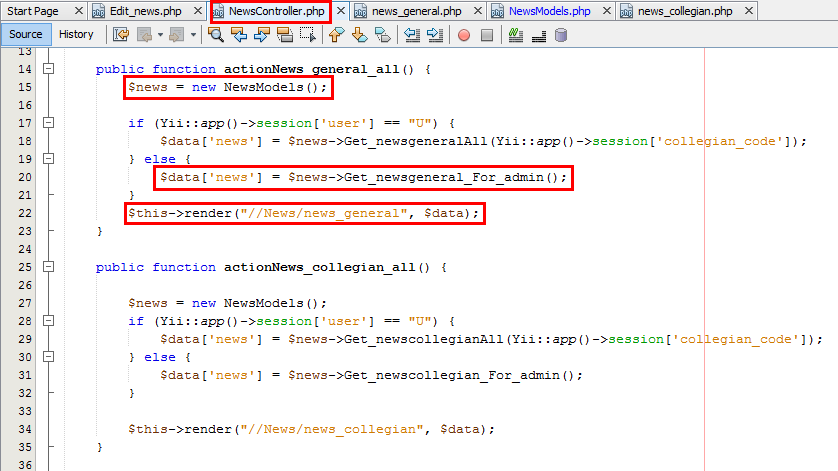 Start Page Edit_news.php NewsController.php news_general.php NewsModels.php news_collegian.php
Source History
13
14 public function actionNews_general_all() {
15 $news = new NewsModels();
16
17 if (Yii::app()->session['user'] == "U") {
18 $data['news'] = $news->Get_newsgeneralAll(Yii::app()->session['collegian_code']);
19 } else {
20 $data['news'] = $news->Get_newsgeneral_For_admin();
21 }
22 $this->render("//News/news_general", $data);
23 }
24
25 public function actionNews_collegian_all() {
26
27 $news = new NewsModels();
28 if (Yii::app()->session['user'] == "U") {
29 $data['news'] = $news->Get_newscollegianAll(Yii::app()->session['collegian_code']);
30 } else {
31 $data['news'] = $news->Get_newscollegian_For_admin();
32 }
33
34 $this->render("//News/news_collegian", $data);
35 }
36